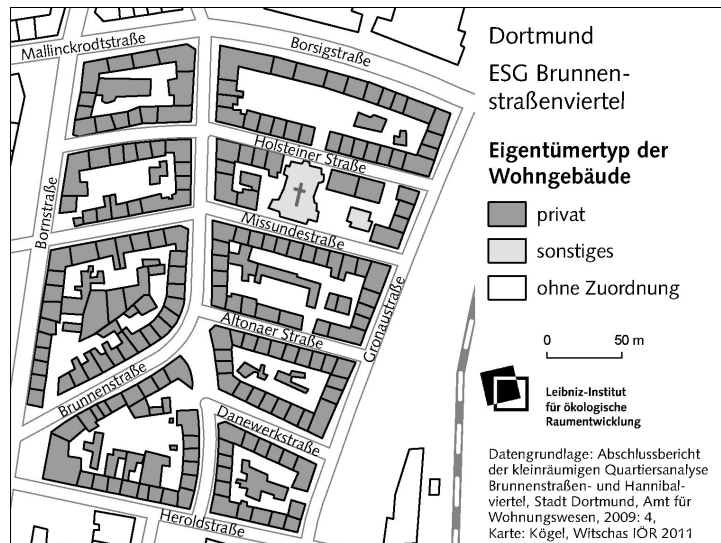 Mallinckrodtstraße
Borsigstraße
Holsteiner Straße
Bornstraße
Missundestraße
Gronaustraße
Altonaer Straße
Brunnenstraße
Danewerkstraße
Heroldstraße
Dortmund
ESG Brunnen-
straßenviertel
Eigentümertyp der
Wohngebäude
privat
sonstiges
ohne Zuordnung
0 50 m
Leibniz-Institut
für ökologische
Raumentwicklung
Datengrundlage: Abschlussbericht
der kleinräumigen Quartiersanalyse
Brunnenstraßen- und Hannibal-
viertel, Stadt Dortmund, Amt für
Wohnungswesen, 2009: 4,
Karte: Kögel, Witschas IÖR 2011